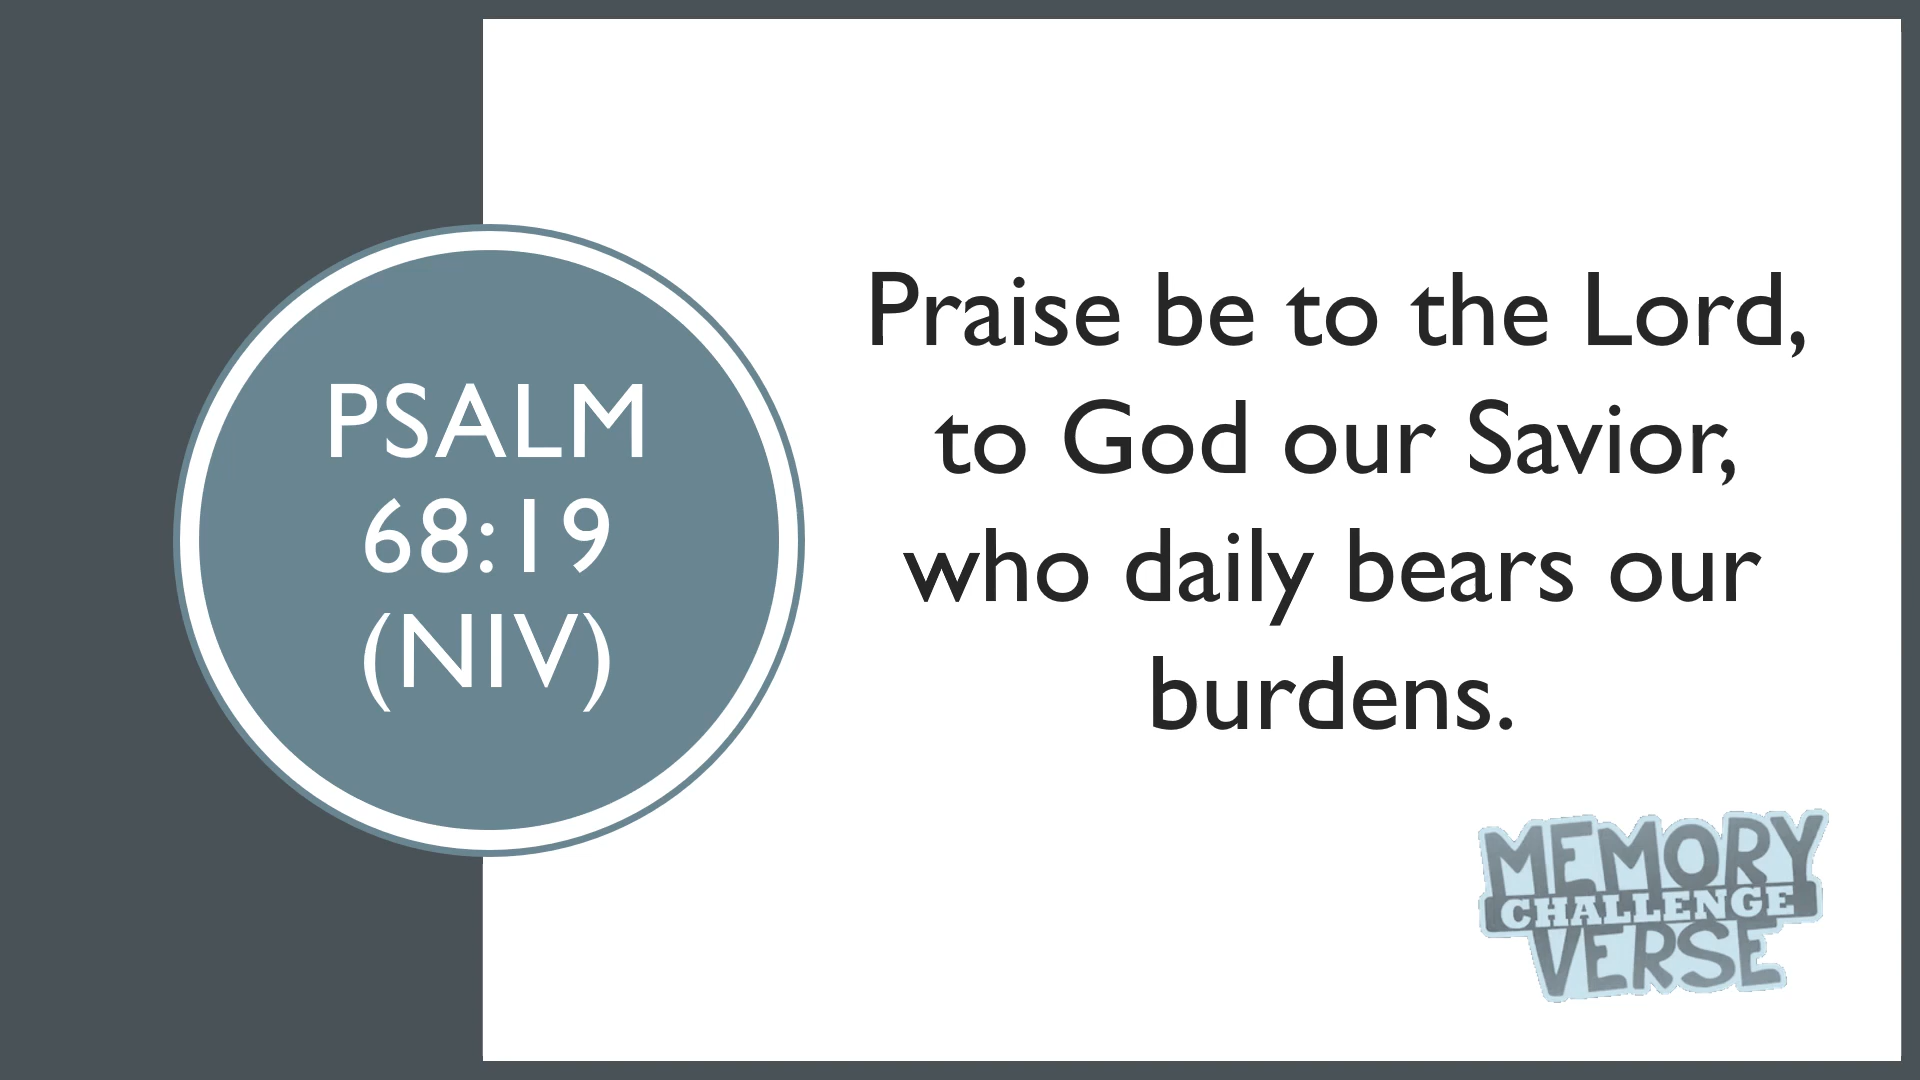 PSALM
68:19
(NIV)
Praise be to the Lord,
to God our Savior,
who daily bears our
burdens.
MEMORY
CHALLENGE
VERSE